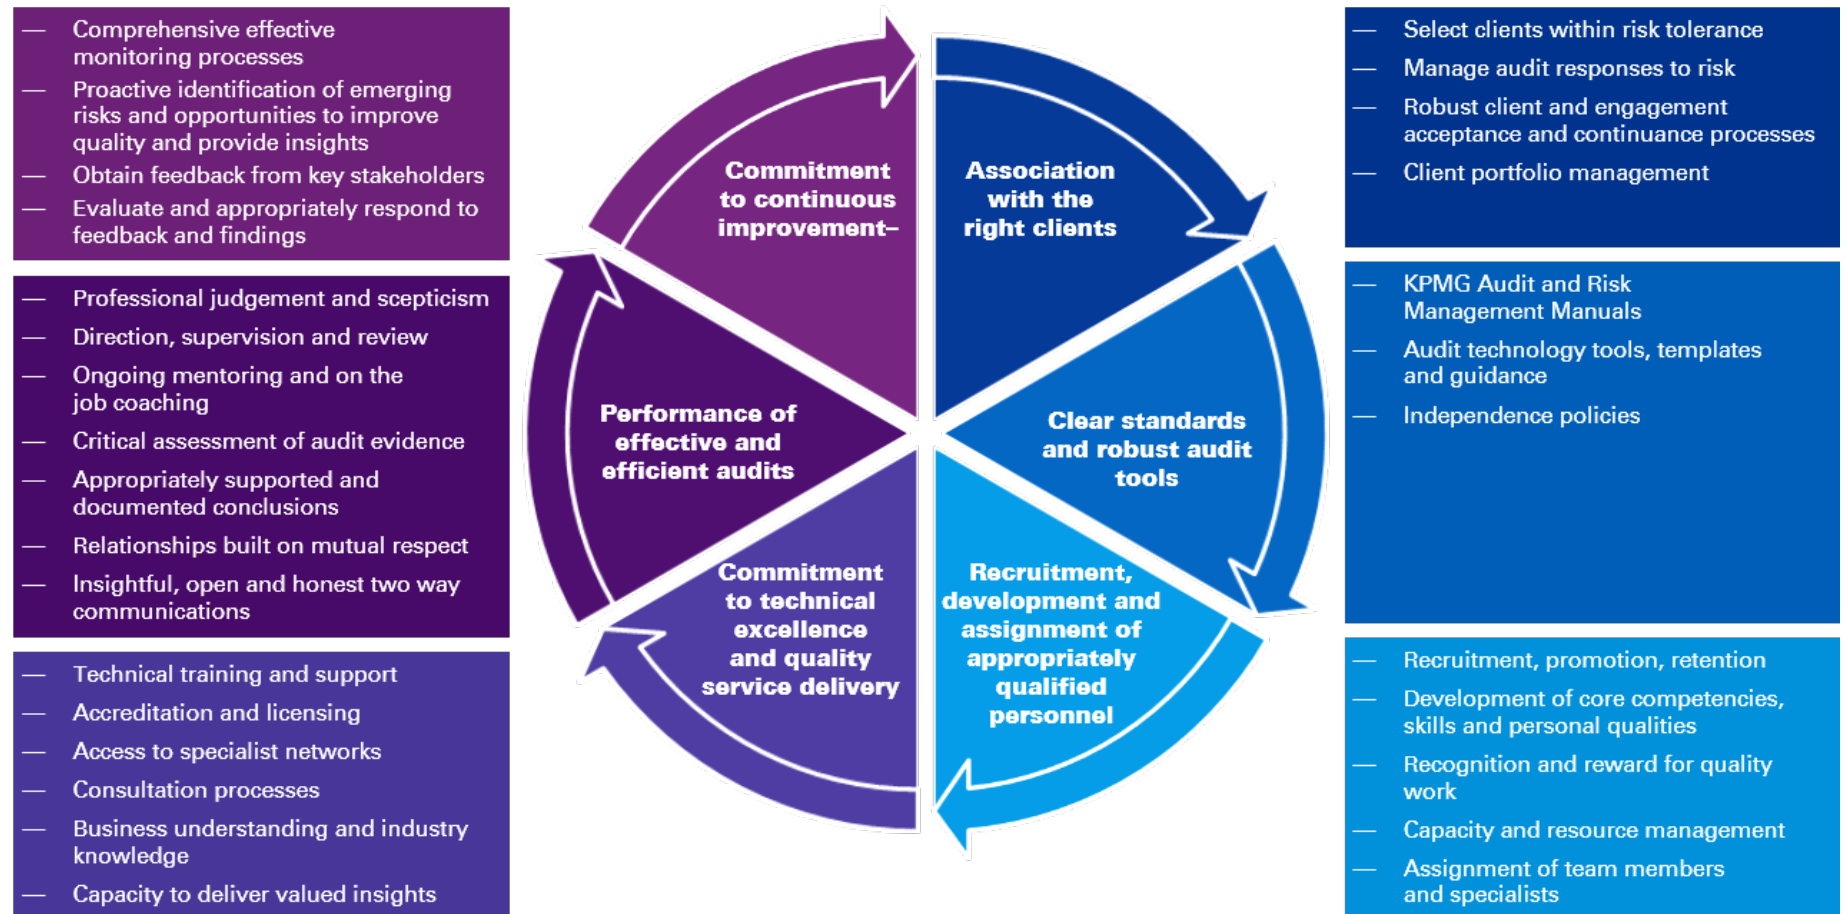 — Comprehensive effective
monitoring processes
— Proactive identification of emerging
risks and opportunities to improve
quality and provide insights
— Obtain feedback from key stakeholders
— Evaluate and appropriately respond to
feedback and findings
— Professional judgement and scepticism
— Direction, supervision and review
— Ongoing mentoring and on the
job coaching
— Critical assessment of audit evidence
— Appropriately supported and
documented conclusions
— Relationships built on mutual respect
— Insightful, open and honest two way
communications
— Technical training and support
— Accreditation and licensing
— Access to specialist networks
— Consultation processes
— Business understanding and industry
knowledge
— Capacity to deliver valued insights
Commitment
to continuous
improvement–
Association
with the
right clients
Performance of
effective and
efficient audits
Clear standards
and robust audit
tools
Commitment
to technical
excellence
and quality
service delivery
Recruitment,
development and
assignment of
appropriately
qualified
personnel
— Select clients within risk tolerance
— Manage audit responses to risk
— Robust client and engagement
acceptance and continuance processes
— Client portfolio management
— KPMG Audit and Risk
Management Manuals
— Audit technology tools, templates
and guidance
— Independence policies
— Recruitment, promotion, retention
— Development of core competencies,
skills and personal qualities
— Recognition and reward for quality
work
— Capacity and resource management
— Assignment of team members
and specialists